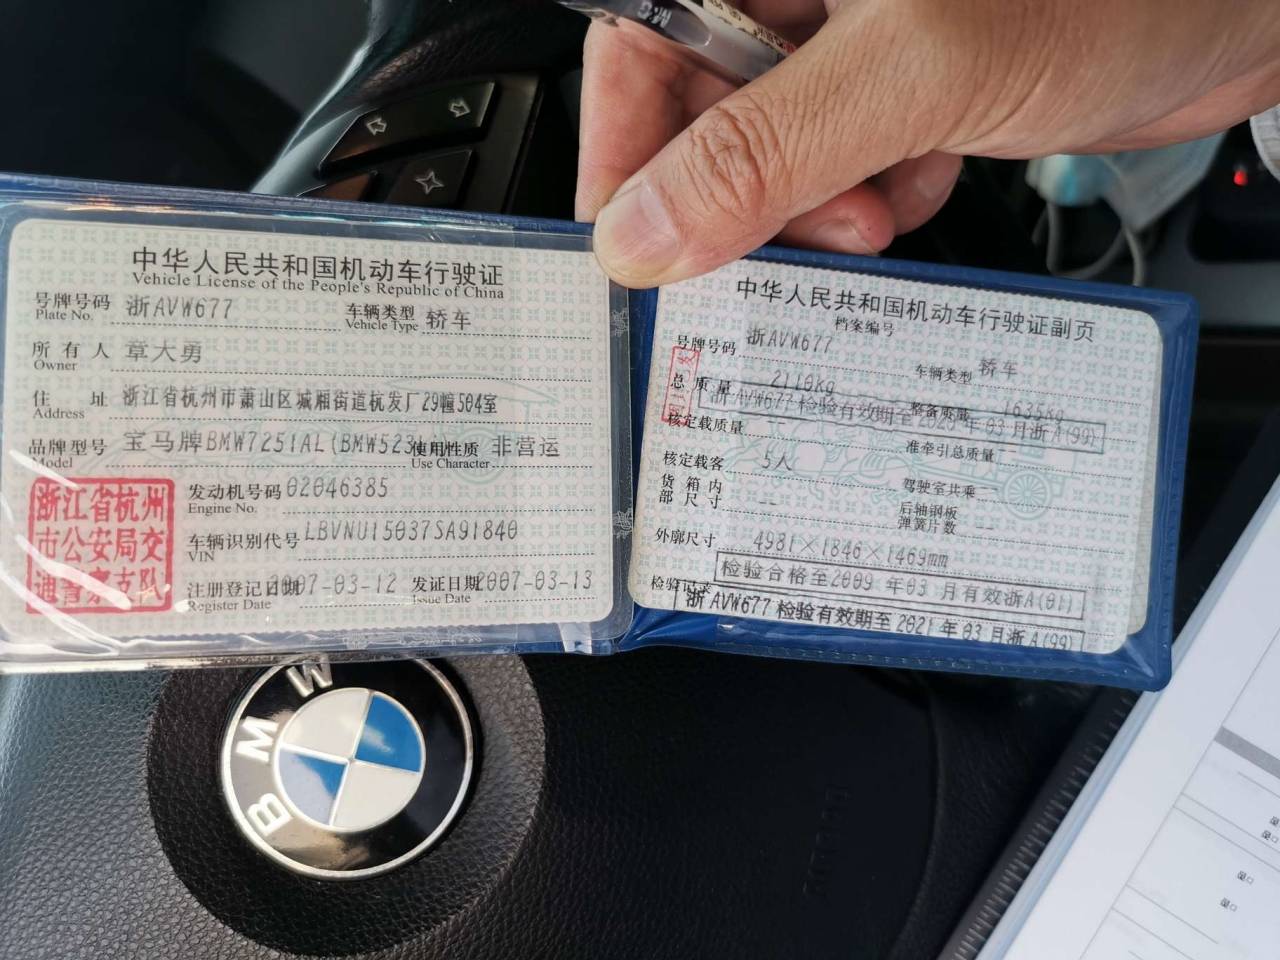 中华人民共和国机动车行驶证
Vehicle License of the People's Republic of China
号牌号码 浙AVW677 车辆类型 轿车
Plate No. Vehicle Type
所有人 章大勇
Owner
住址 浙江省杭州市萧山区城厢街道杭发厂29幢504室
Address
品牌型号 宝马牌BMW7251AL(BMW523 使用性质 非营运
Model Use Character
浙江省杭州
市公安局交
通警察支队
发动机号码 02046385
Engine No.
车辆识别代号 LBVNU15037SA91840
VIN
注册登记日期 2007-03-12 发证日期 2007-03-13
Register Date Issue Date
中华人民共和国机动车行驶证副页
档案编号
号牌号码 浙AVW677 车辆类型 轿车
总质量 2110kg 整备质量 1635kg
浙AVW677 检验有效期至2020年03月浙A(99)
核定载质量 -- 准牵引总质量 --
核定载客 5人 驾驶室共乘 --
货箱内部尺寸 -- 后轴钢板弹簧片数 --
外廓尺寸 4981×1846×1469mm
检验合格至2009年03月有效浙A(01)
检验记录
浙AVW677 检验有效期至2021年03月浙A(99)
BMW
M&G